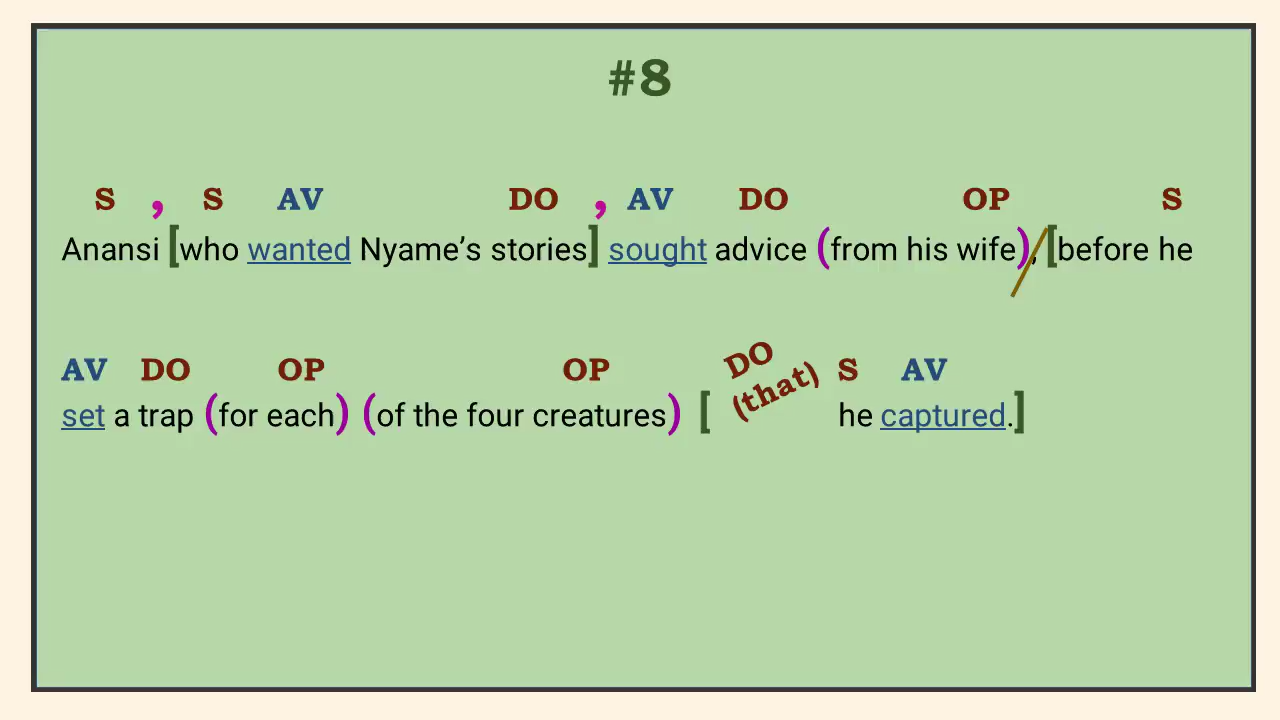 #8
S , S AV DO , AV DO OP S
Anansi [who wanted Nyame’s stories] sought advice (from his wife), [before he
AV DO OP OP DO (that) S AV
set a trap (for each) (of the four creatures) [ he captured.]